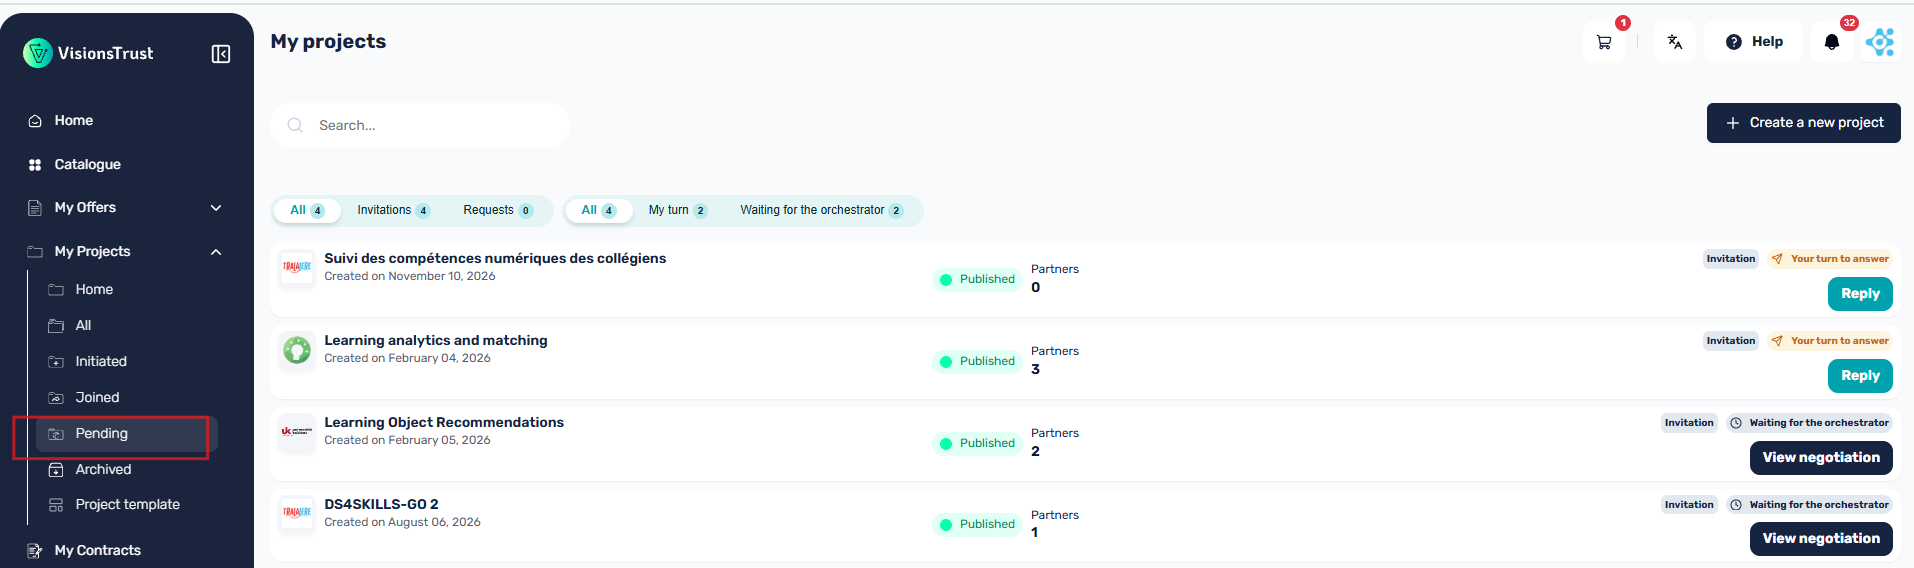 VisionsTrust
Home
Catalogue
My Offers
My Projects
Home
All
Initiated
Joined
Pending
Archived
Project template
My Contracts
My projects
1
Help
32
Search...
Create a new project
All 4 Invitations 4 Requests 0
All 4 My turn 2 Waiting for the orchestrator 2
Suivi des compétences numériques des collégiens
Created on November 10, 2026
Published
Partners
0
Invitation Your turn to answer
Reply
Learning analytics and matching
Created on February 04, 2026
Published
Partners
3
Invitation Your turn to answer
Reply
Learning Object Recommendations
Created on February 05, 2026
Published
Partners
2
Invitation Waiting for the orchestrator
View negotiation
TRALALERE
DS4SKILLS-GO 2
Created on August 06, 2026
Published
Partners
1
Invitation Waiting for the orchestrator
View negotiation